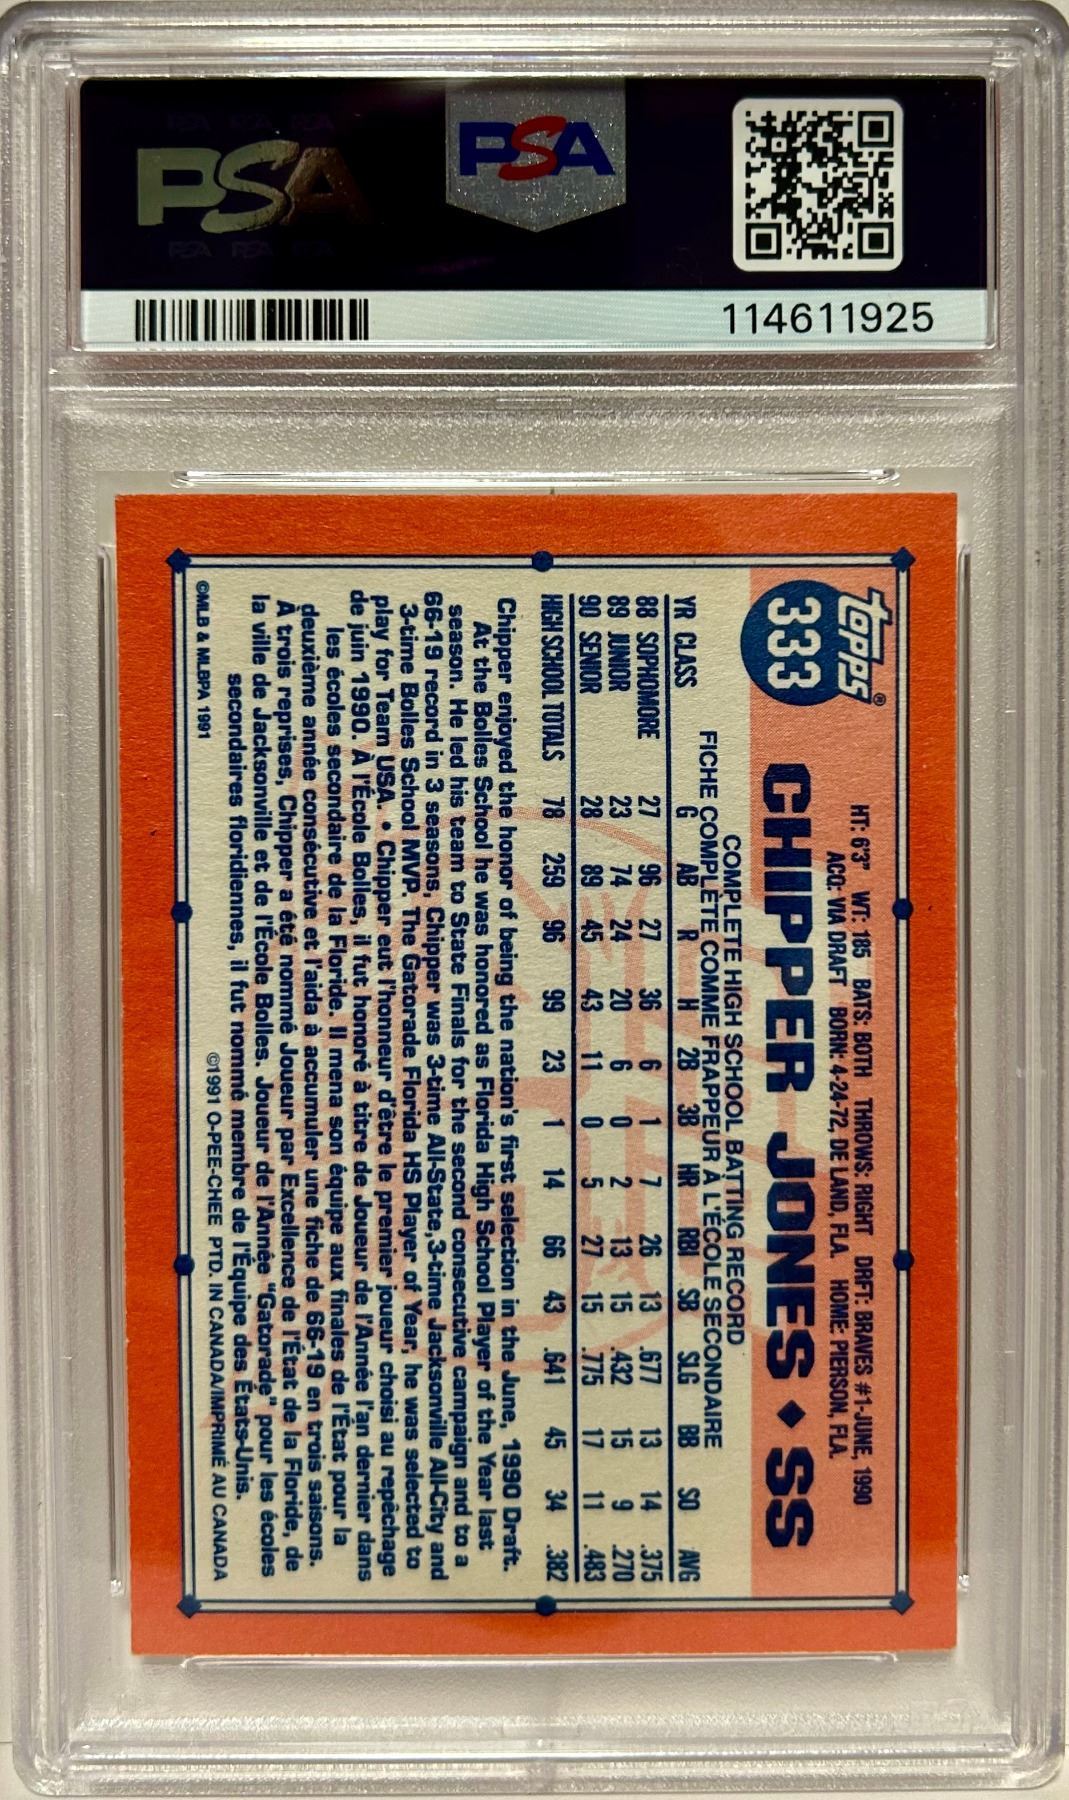 PSA
PSA
PSA
114611925
topps®
333
HT: 6'3" WT: 185 BATS: BOTH THROWS: RIGHT DRFT: BRAVES #1-JUNE, 1990
ACQ: VIA DRAFT BORN: 4-24-72, DE LAND, FLA. HOME: PIERSON, FLA.
CHIPPER JONES ◆ SS
COMPLETE HIGH SCHOOL BATTING RECORD
FICHE COMPLÈTE COMME FRAPPEUR À L'ÉCOLE SECONDAIRE
YR CLASS G AB R H 2B 3B HR RBI SB SLG BB SO AVG
88 SOPHOMORE 27 96 27 36 6 1 7 26 13 .677 13 14 .375
89 JUNIOR 23 74 24 20 6 0 2 13 15 .432 15 9 .270
90 SENIOR 28 89 45 43 11 0 5 27 15 .775 17 11 .483
HIGH SCHOOL TOTALS 78 259 96 99 23 1 14 66 43 .641 45 34 .382
Chipper enjoyed the honor of being the nation's first selection in the June, 1990 Draft.
At the Bolles School he was honored as Florida High School Player of the Year last
season. He led his team to State Finals for the second consecutive campaign and to a
66-19 record in 3 seasons, Chipper was 3-time All-State, 3-time Jacksonville All-City and
3-time Bolles School MVP. The Gatorade Florida HS Player of Year, he was selected to
play for Team USA. • Chipper eut l'honneur d'être le premier joueur choisi au repêchage
de juin 1990. À l'École Bolles, il fut honoré à titre de Joueur de l'Année l'an dernier dans
les écoles secondaire de la Floride. Il mena son équipe aux finales de l'État pour la
deuxième année consécutive et l'aida à accumuler une fiche de 66-19 en trois saisons.
À trois reprises, Chipper a été nommé Joueur par Excellence de l'État de la Floride, de
la ville de Jacksonville et de l'École Bolles. Joueur de l'Année "Gatorade" pour les écoles
secondaires floridiennes, il fut nommé membre de l'Équipe des États-Unis.
©MLB & MLBPA 1991 ©1991 O-PEE-CHEE PTD. IN CANADA/IMPRIMÉ AU CANADA